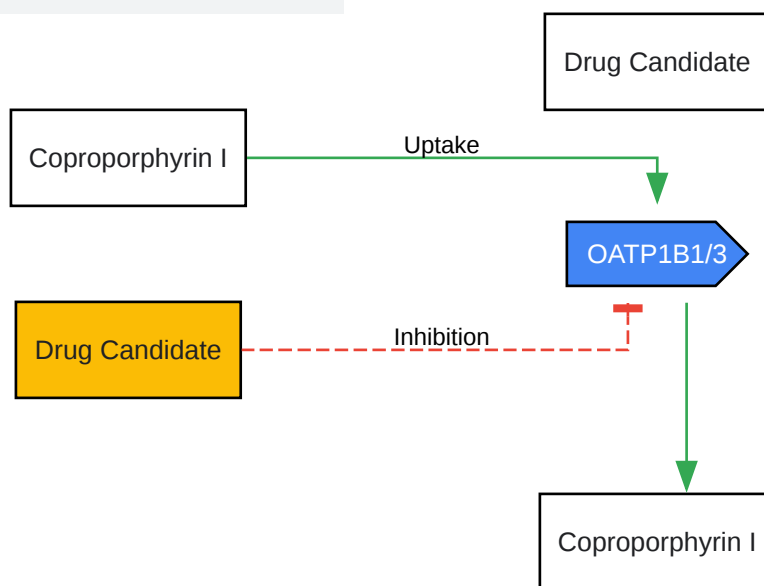 Drug Candidate
Coproporphyrin I
Uptake
OATP1B1/3
Drug Candidate
Inhibition
Coproporphyrin I